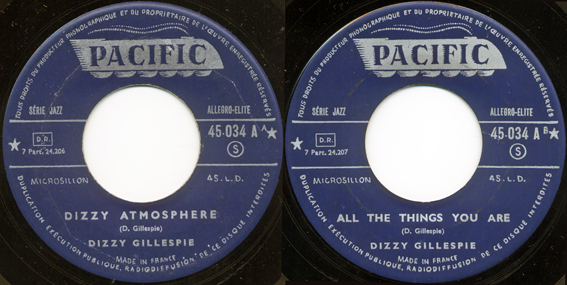 TOUS DROITS DU PRODUCTEUR PHONOGRAPHIQUE ET DU PROPRIETAIRE DE L'ŒUVRE ENREGISTRÉE RÉSERVÉS
PACIFIC
SÉRIE JAZZ
ALLEGRO-ELITE
45-034 A A
D.R.
S
7 Part. 24.206
MICROSILLON
45-L.D.
DIZZY ATMOSPHERE
(D. Gillespie)
DIZZY GILLESPIE
MADE IN FRANCE
DUPLICATION EXÉCUTION PUBLIQUE, RADIODIFFUSION DE CE DISQUE INTERDITES
TOUS DROITS DU PRODUCTEUR PHONOGRAPHIQUE ET DU PROPRIETAIRE DE L'ŒUVRE ENREGISTRÉE RÉSERVÉS
PACIFIC
SÉRIE JAZZ
ALLEGRO-ELITE
45-034 A B
D.R.
S
7 Part. 24.207
MICROSILLON
45-L.D.
ALL THE THINGS YOU ARE
(D. Gillespie)
DIZZY GILLESPIE
MADE IN FRANCE
DUPLICATION EXÉCUTION PUBLIQUE, RADIODIFFUSION DE CE DISQUE INTERDITES